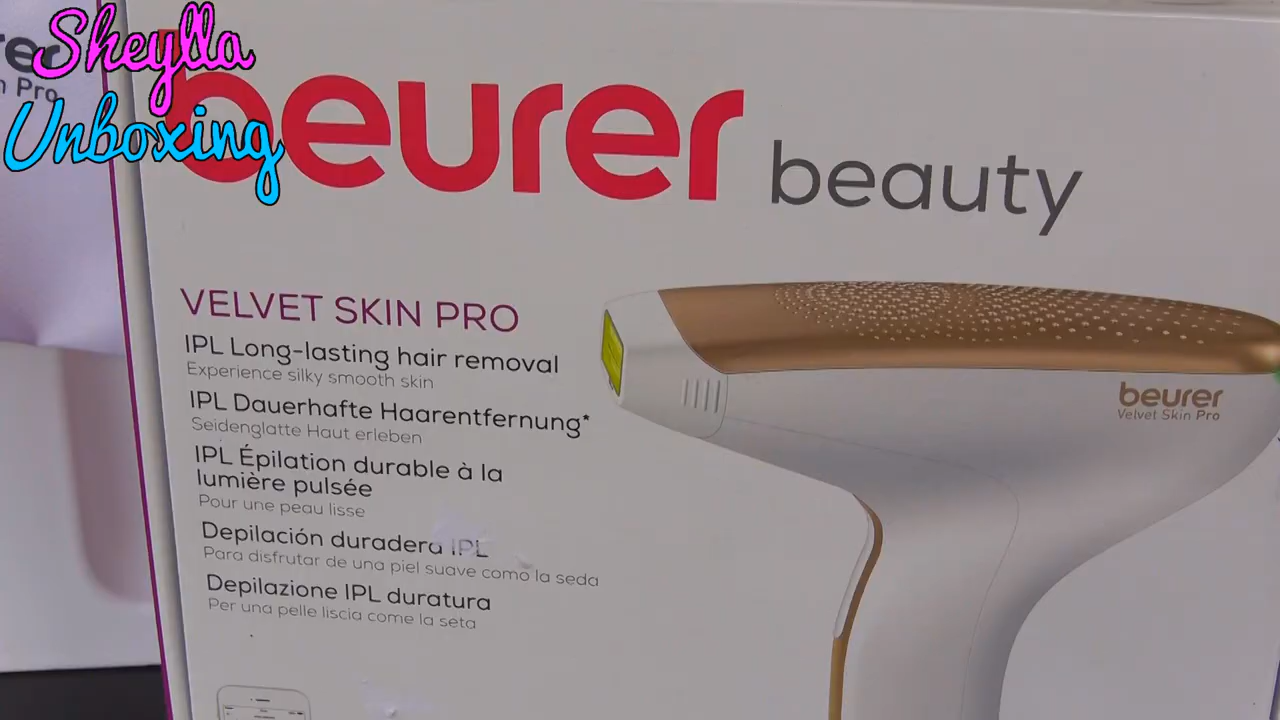 Sheylla
Unboxing
rer
n Pro
beurer
beauty
VELVET SKIN PRO
IPL Long-lasting hair removal
Experience silky smooth skin
IPL Dauerhafte Haarentfernung*
Seidenglatte Haut erleben
IPL Épilation durable à la
lumière pulsée
Pour une peau lisse
Depilación duradera IPL
Para disfrutar de una piel suave como la seda
Depilazione IPL duratura
Per una pelle liscia come la seta
beurer
Velvet Skin Pro